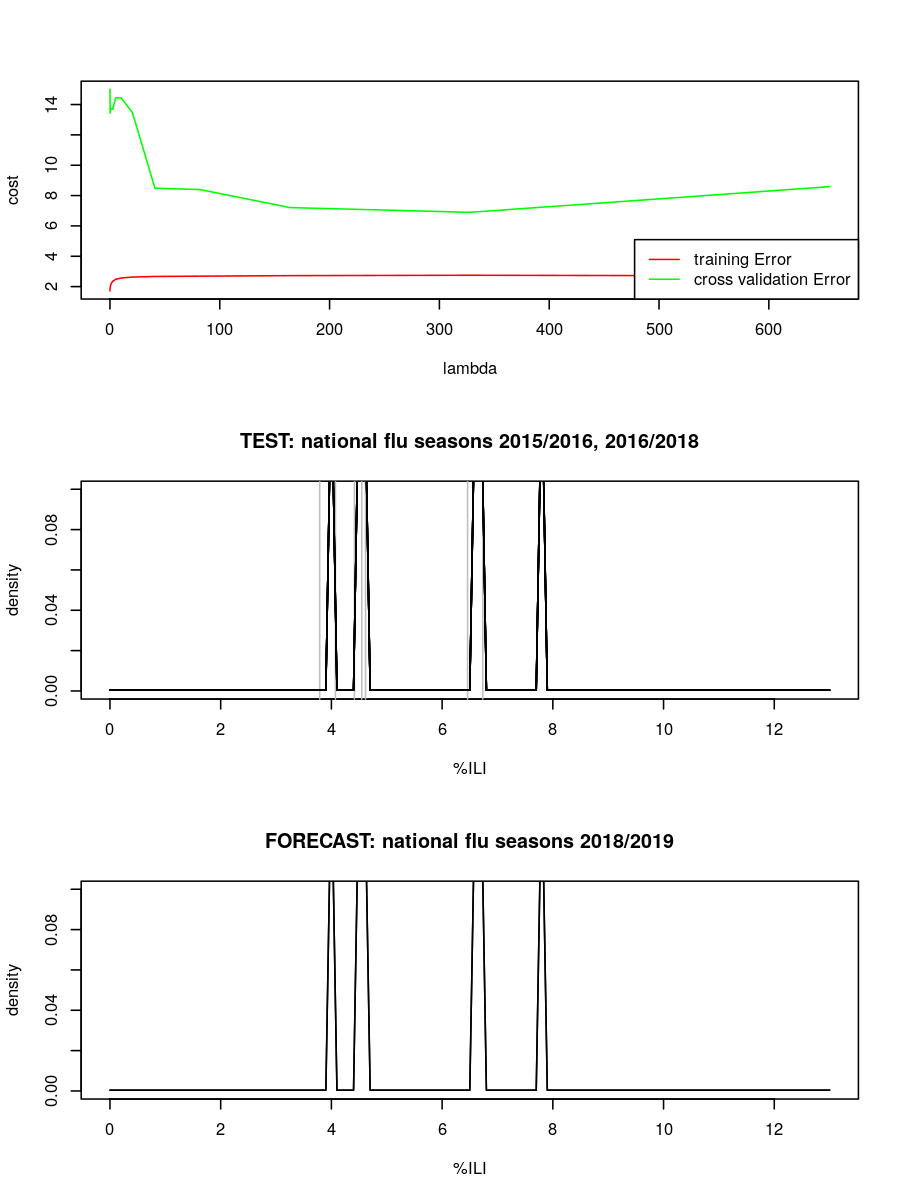 14
10
8
6
4
2
cost
0 100 200 300 400 500 600
lambda
training Error
cross validation Error
TEST: national flu seasons 2015/2016, 2016/2018
0.08
0.04
0.00
density
0 2 4 6 8 10 12
%ILI
FORECAST: national flu seasons 2018/2019
0.08
0.04
0.00
density
0 2 4 6 8 10 12
%ILI